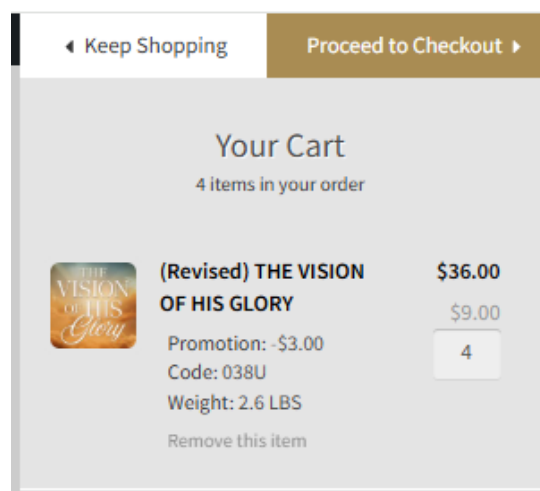 Keep Shopping
Proceed to Checkout
Your Cart
4 items in your order
THE
VISION
OF HIS
Glory
(Revised) THE VISION
OF HIS GLORY
$36.00
$9.00
4
Promotion: -$3.00
Code: 038U
Weight: 2.6 LBS
Remove this item